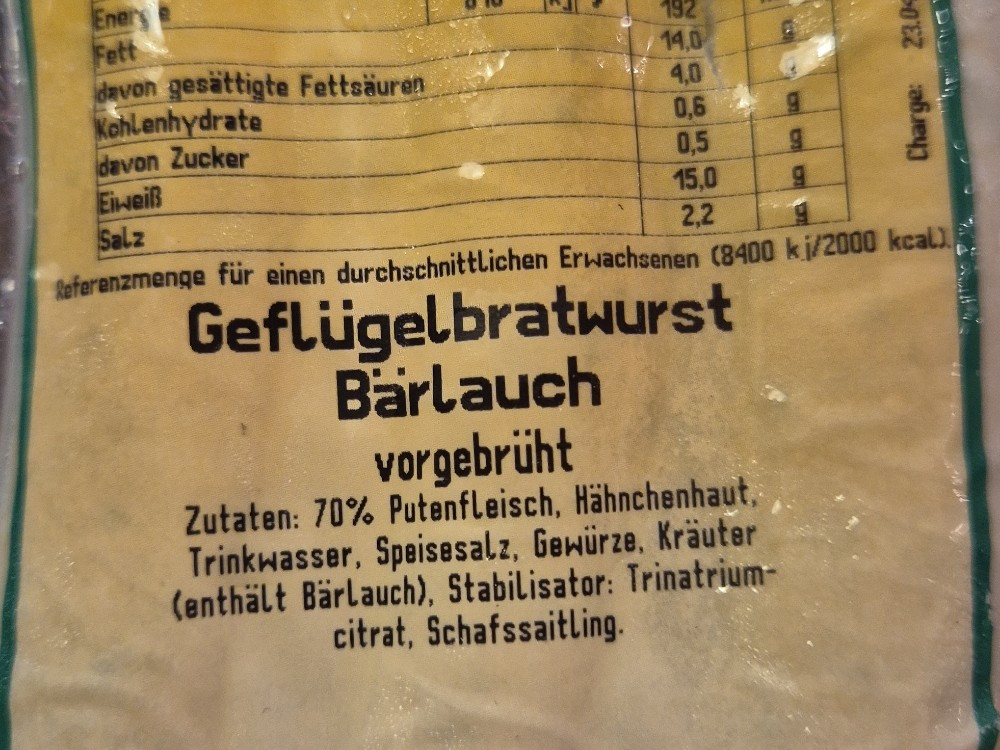 Energie 192
Fett 14,0 g
davon gesättigte Fettsäuren 4,0 g
Kohlenhydrate 0,6 g
davon Zucker 0,5 g
Eiweiß 15,0 g
Salz 2,2 g
Referenzmenge für einen durchschnittlichen Erwachsenen (8400 kj/2000 kcal).
Geflügelbratwurst
Bärlauch
vorgebrüht
Zutaten: 70% Putenfleisch, Hähnchenhaut,
Trinkwasser, Speisesalz, Gewürze, Kräuter
(enthält Bärlauch), Stabilisator: Trinatrium-
citrat, Schafssaitling.
Charge: 23.04